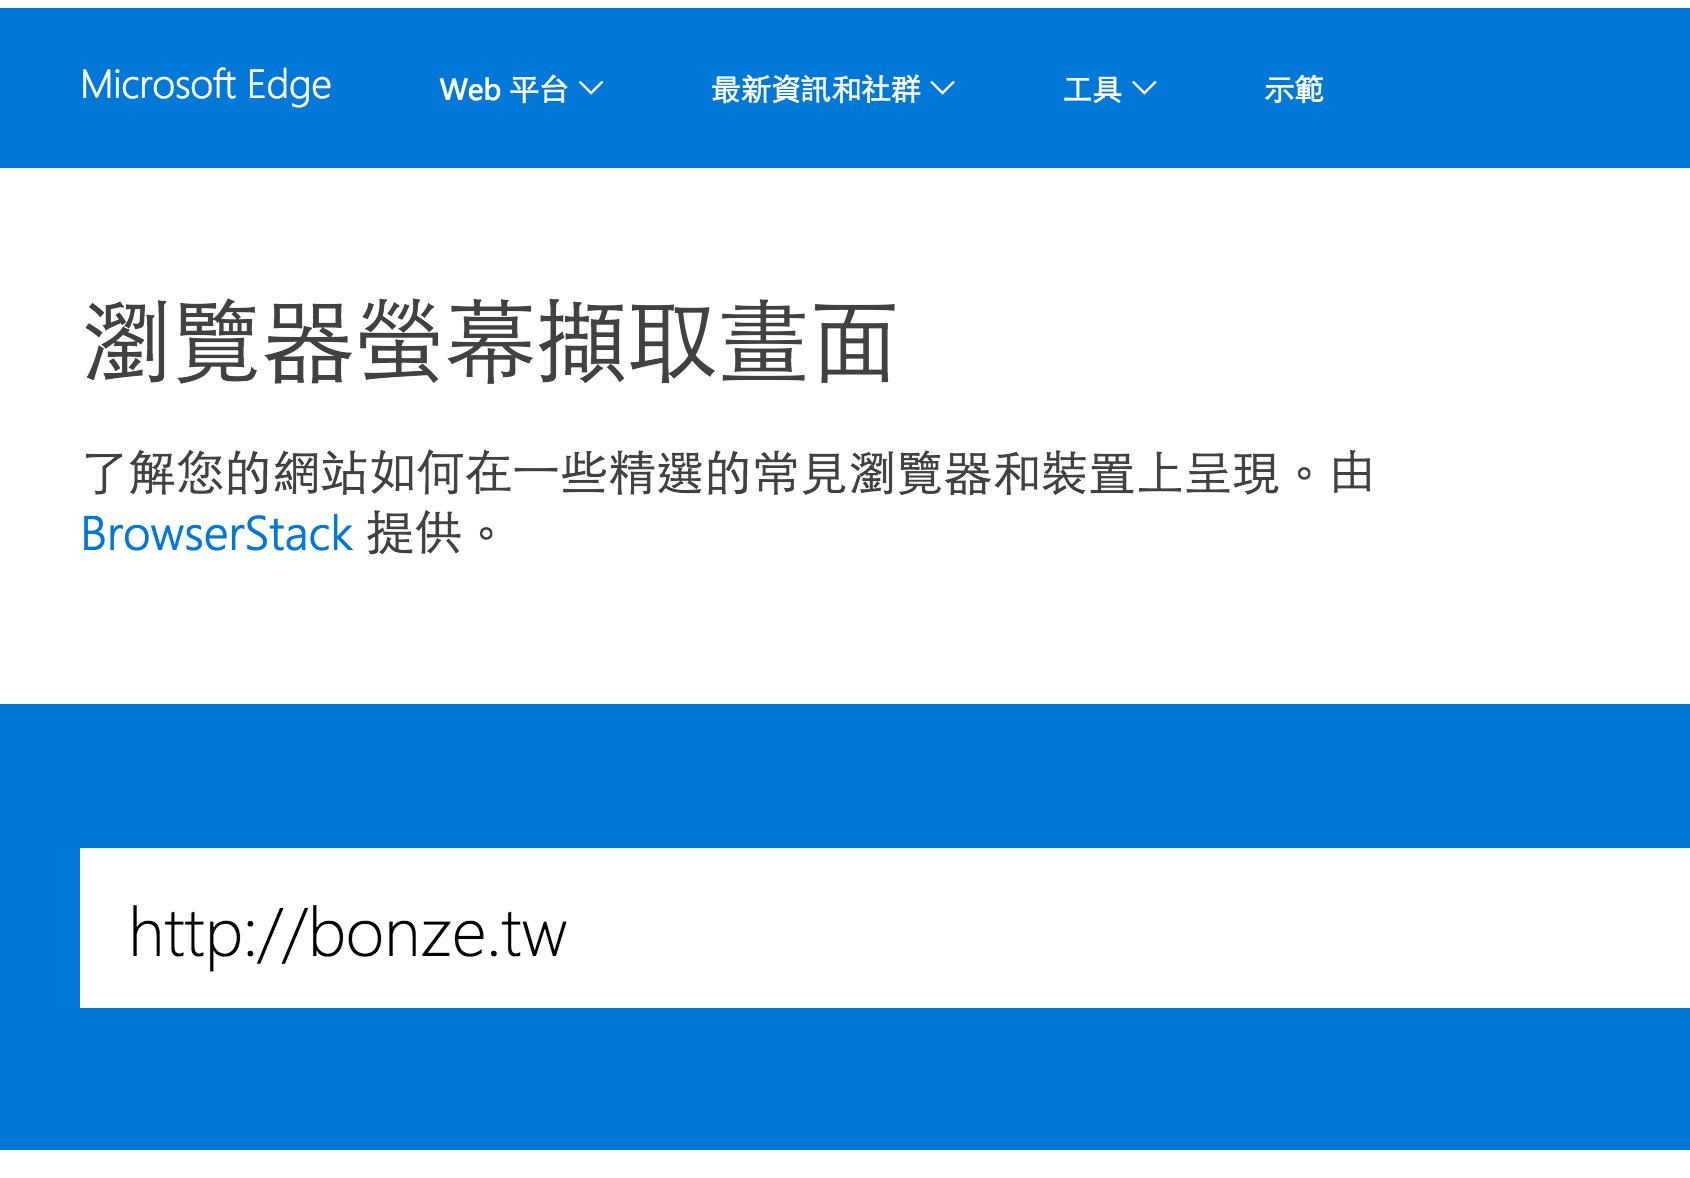 Microsoft Edge Web 平台 最新資訊和社群 工具 示範
瀏覽器螢幕擷取畫面
了解您的網站如何在一些精選的常見瀏覽器和裝置上呈現。由
BrowserStack 提供。
http://bonze.tw